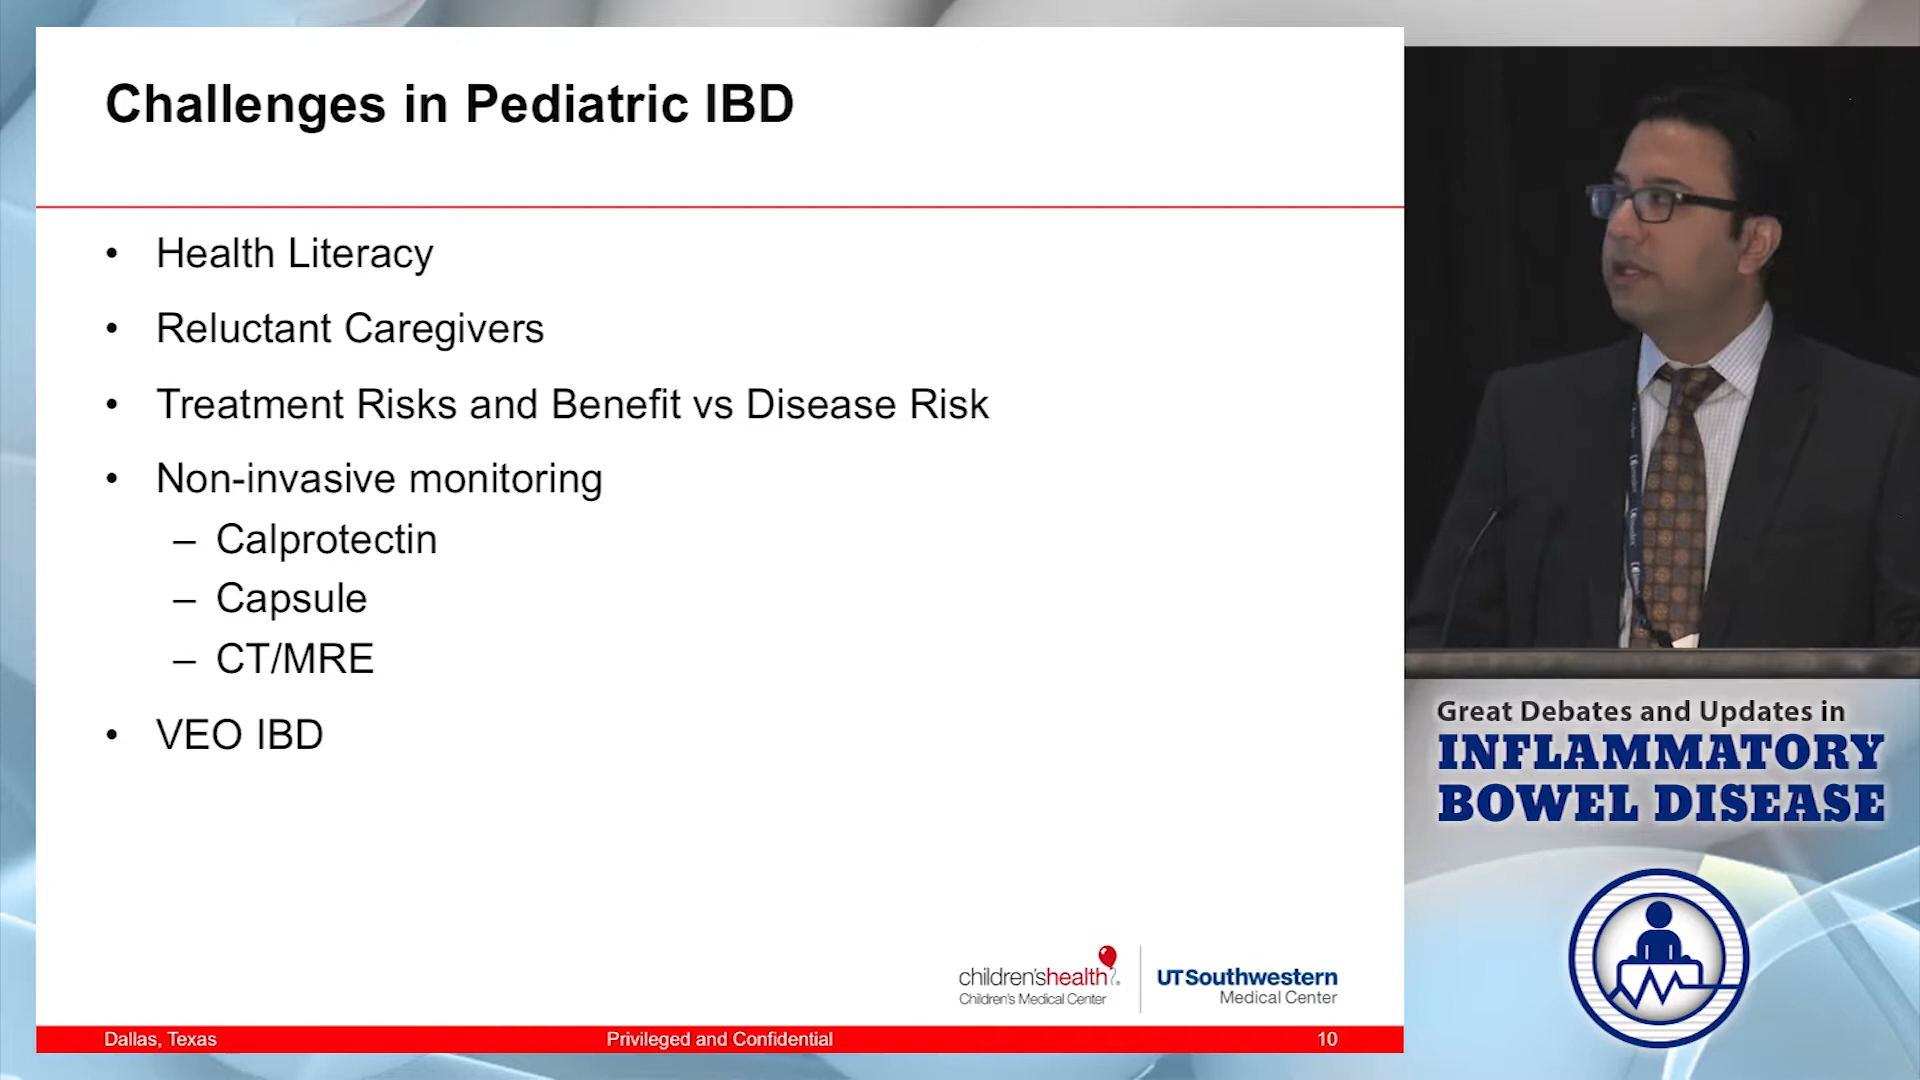 Challenges in Pediatric IBD
• Health Literacy
• Reluctant Caregivers
• Treatment Risks and Benefit vs Disease Risk
• Non-invasive monitoring
– Calprotectin
– Capsule
– CT/MRE
• VEO IBD
children'shealth
Children's Medical Center
UTSouthwestern
Medical Center
Dallas, Texas
Privileged and Confidential
10
Great Debates and Updates in
INFLAMMATORY
BOWEL DISEASE